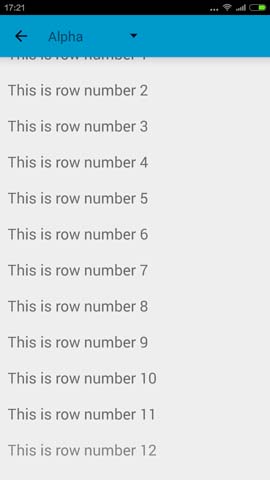 17:21
Alpha
This is row number 1
This is row number 2
This is row number 3
This is row number 4
This is row number 5
This is row number 6
This is row number 7
This is row number 8
This is row number 9
This is row number 10
This is row number 11
This is row number 12